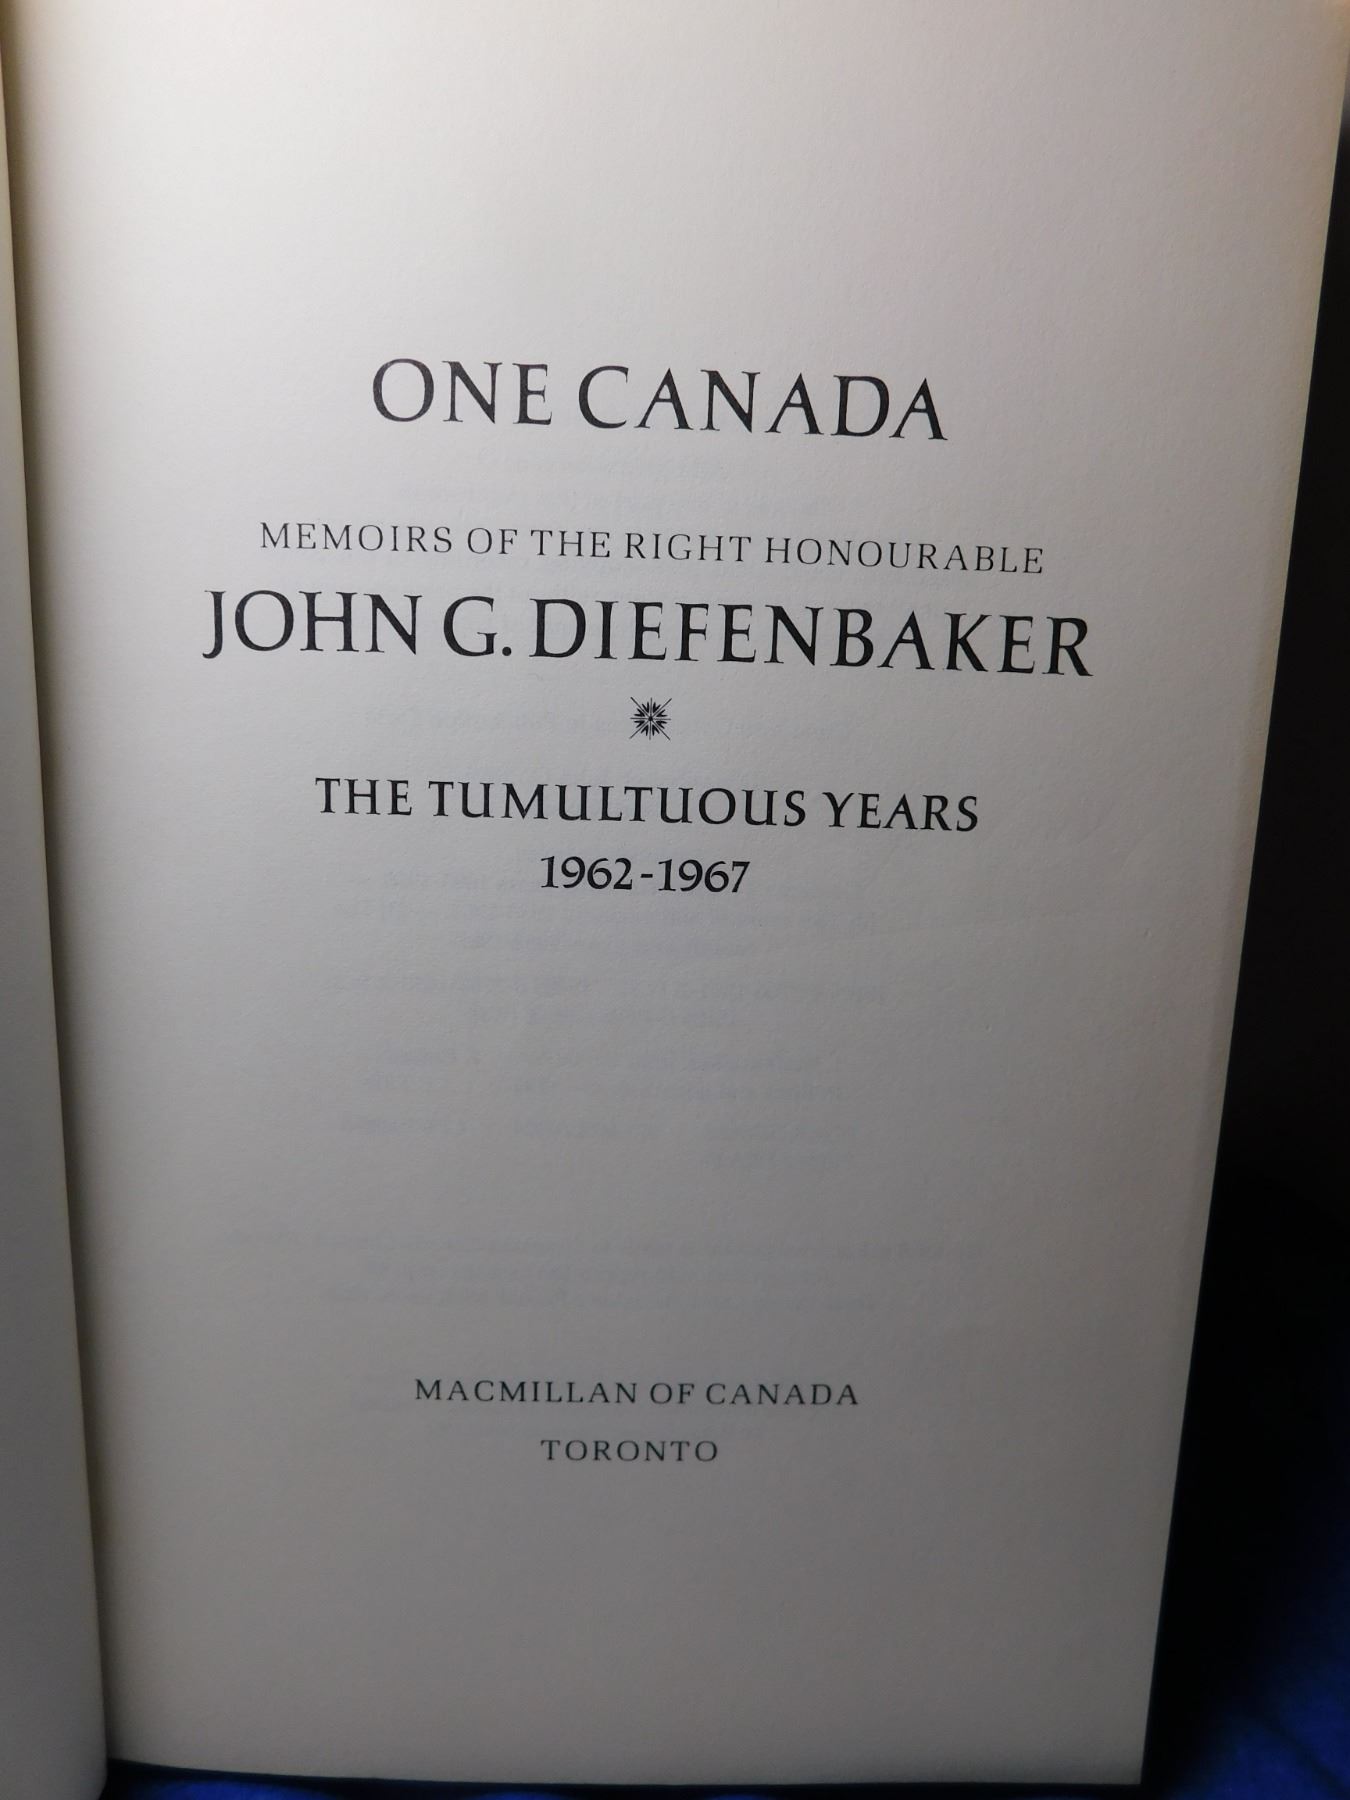 ONE CANADA
MEMOIRS OF THE RIGHT HONOURABLE
JOHN G. DIEFENBAKER
THE TUMULTUOUS YEARS
1962-1967
MACMILLAN OF CANADA
TORONTO